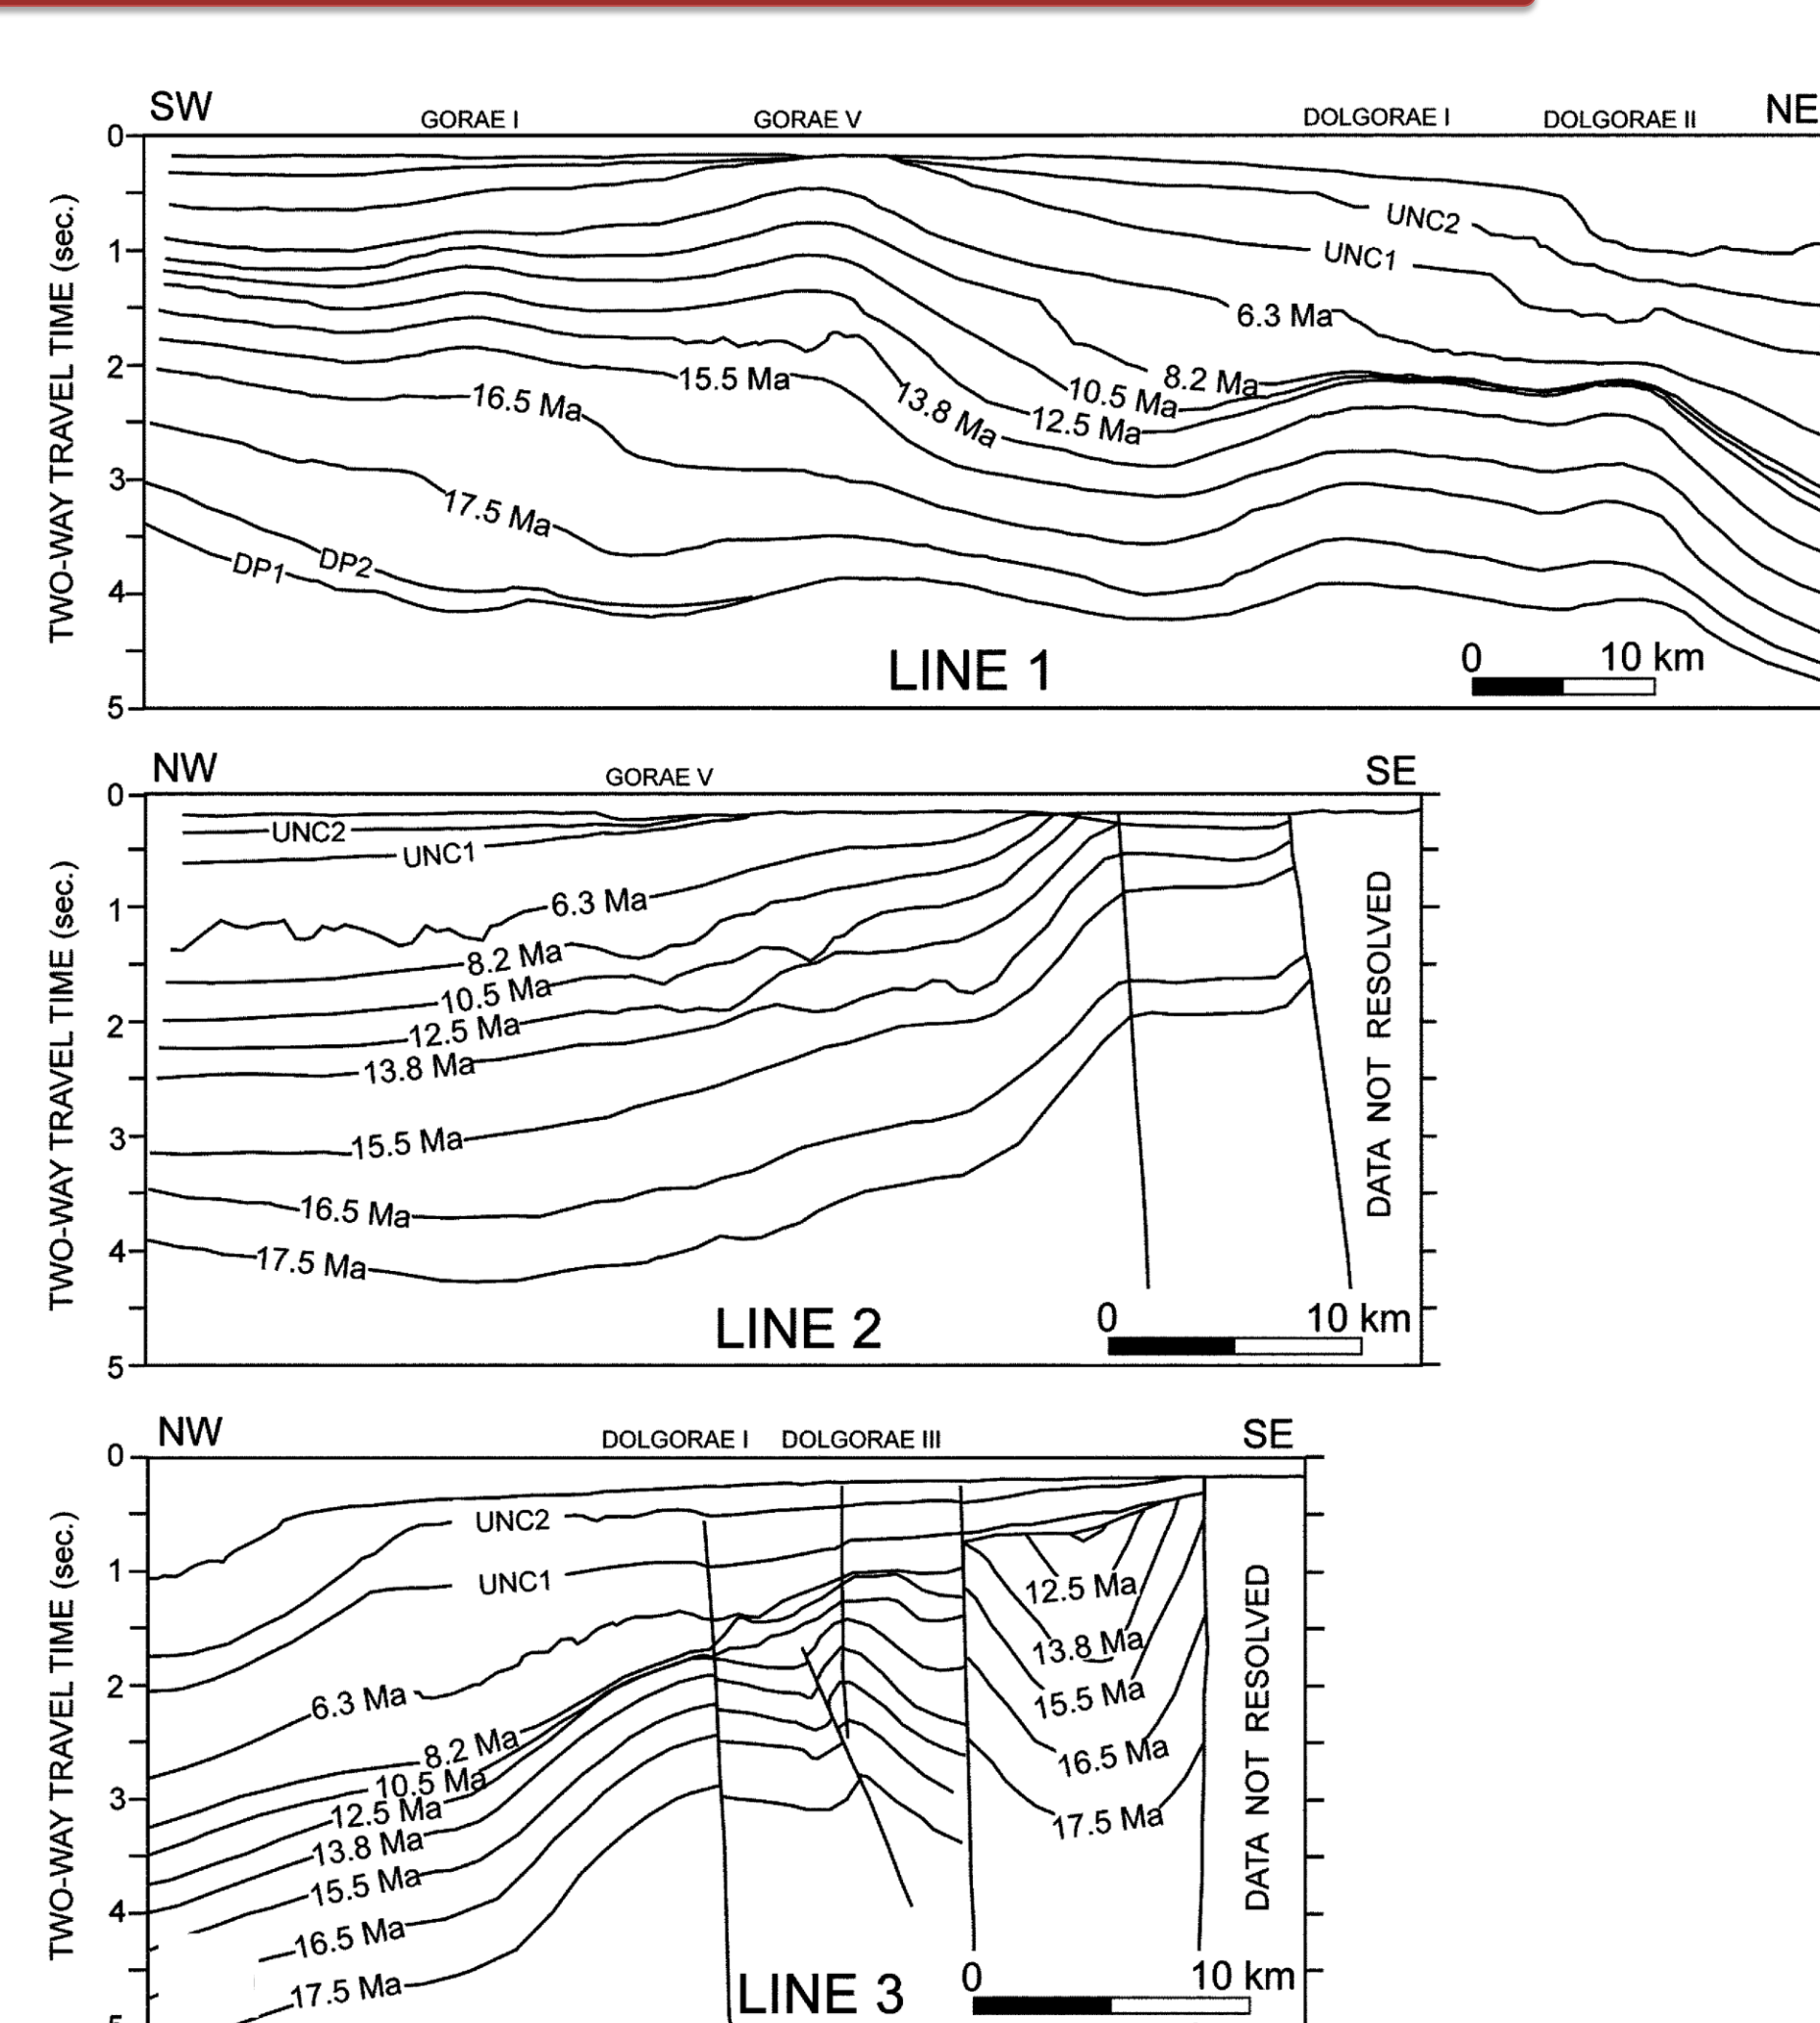 SW GORAE I GORAE V DOLGORAE I DOLGORAE II NE
TWO-WAY TRAVEL TIME (sec.)
0
1
2
3
4
5
UNC2
UNC1
6.3 Ma
8.2 Ma
10.5 Ma
12.5 Ma
13.8 Ma
15.5 Ma
16.5 Ma
17.5 Ma
DP2
DP1
LINE 1
0 10 km
NW GORAE V SE
TWO-WAY TRAVEL TIME (sec.)
0
1
2
3
4
5
UNC2
UNC1
6.3 Ma
8.2 Ma
10.5 Ma
12.5 Ma
13.8 Ma
15.5 Ma
16.5 Ma
17.5 Ma
DATA NOT RESOLVED
LINE 2
0 10 km
NW DOLGORAE I DOLGORAE III SE
TWO-WAY TRAVEL TIME (sec.)
0
1
2
3
4
5
UNC2
UNC1
6.3 Ma
8.2 Ma
10.5 Ma
12.5 Ma
13.8 Ma
15.5 Ma
16.5 Ma
17.5 Ma
12.5 Ma
13.8 Ma
15.5 Ma
16.5 Ma
17.5 Ma
DATA NOT RESOLVED
LINE 3
0 10 km